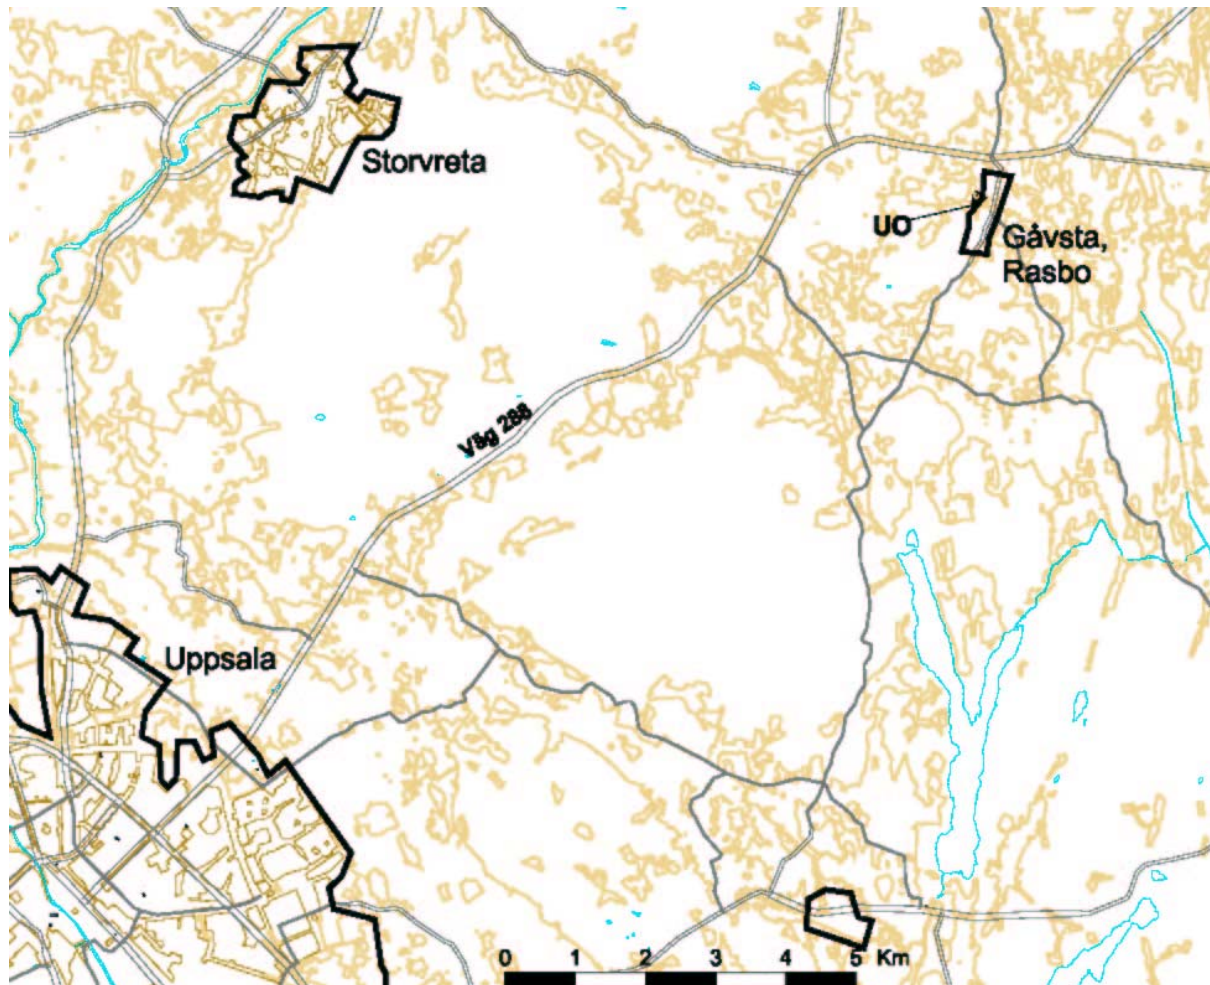 Storvreta
UO
Gåvsta,
Rasbo
Väg 288
Uppsala
0 1 2 3 4 5 Km